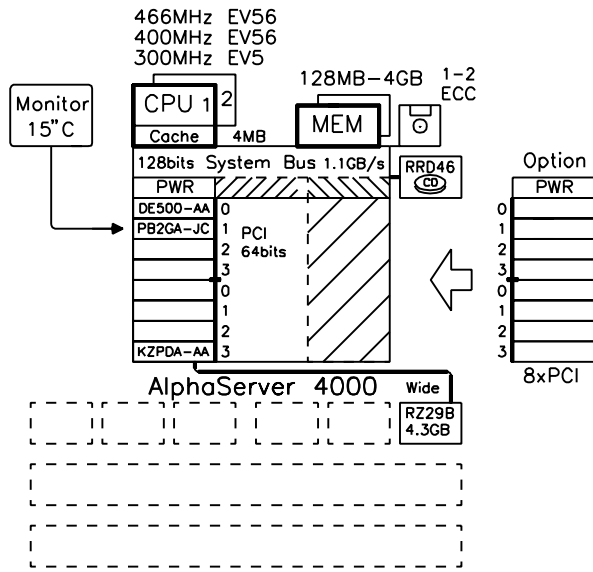 466MHz EV56
400MHz EV56
300MHz EV5
128MB-4GB
1-2
ECC
Monitor
15"C
CPU 1 2
MEM
Cache 4MB
128bits System Bus 1.1GB/s
RRD46
CD
Option
PWR
PWR
DE500-AA 0
PB2GA-JC 1
2
3
0
1
2
KZPDA-AA 3
PCI
64bits
0
1
2
3
0
1
2
3
8xPCI
AlphaServer 4000
Wide
RZ29B
4.3GB